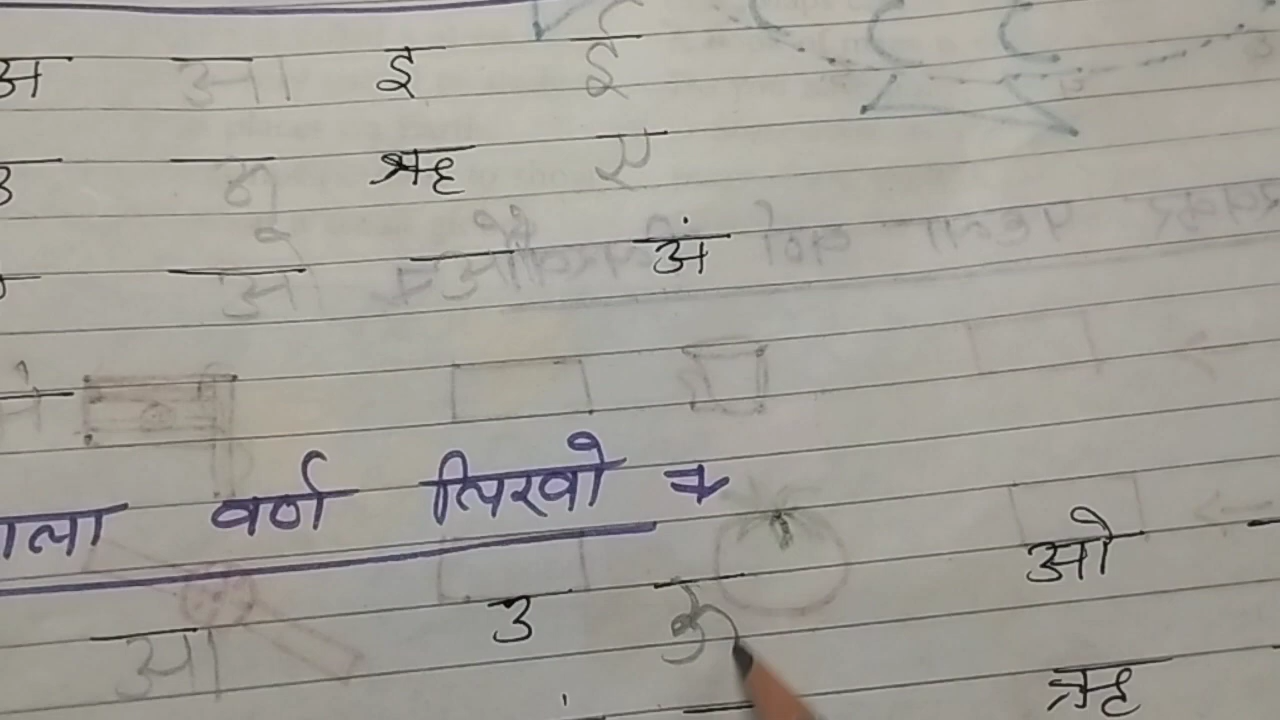 अ आ इ ई
उ ऊ ऋ ए
ओ अं
वर्ण लिखो
आ उ ऊ ओ
ऋ